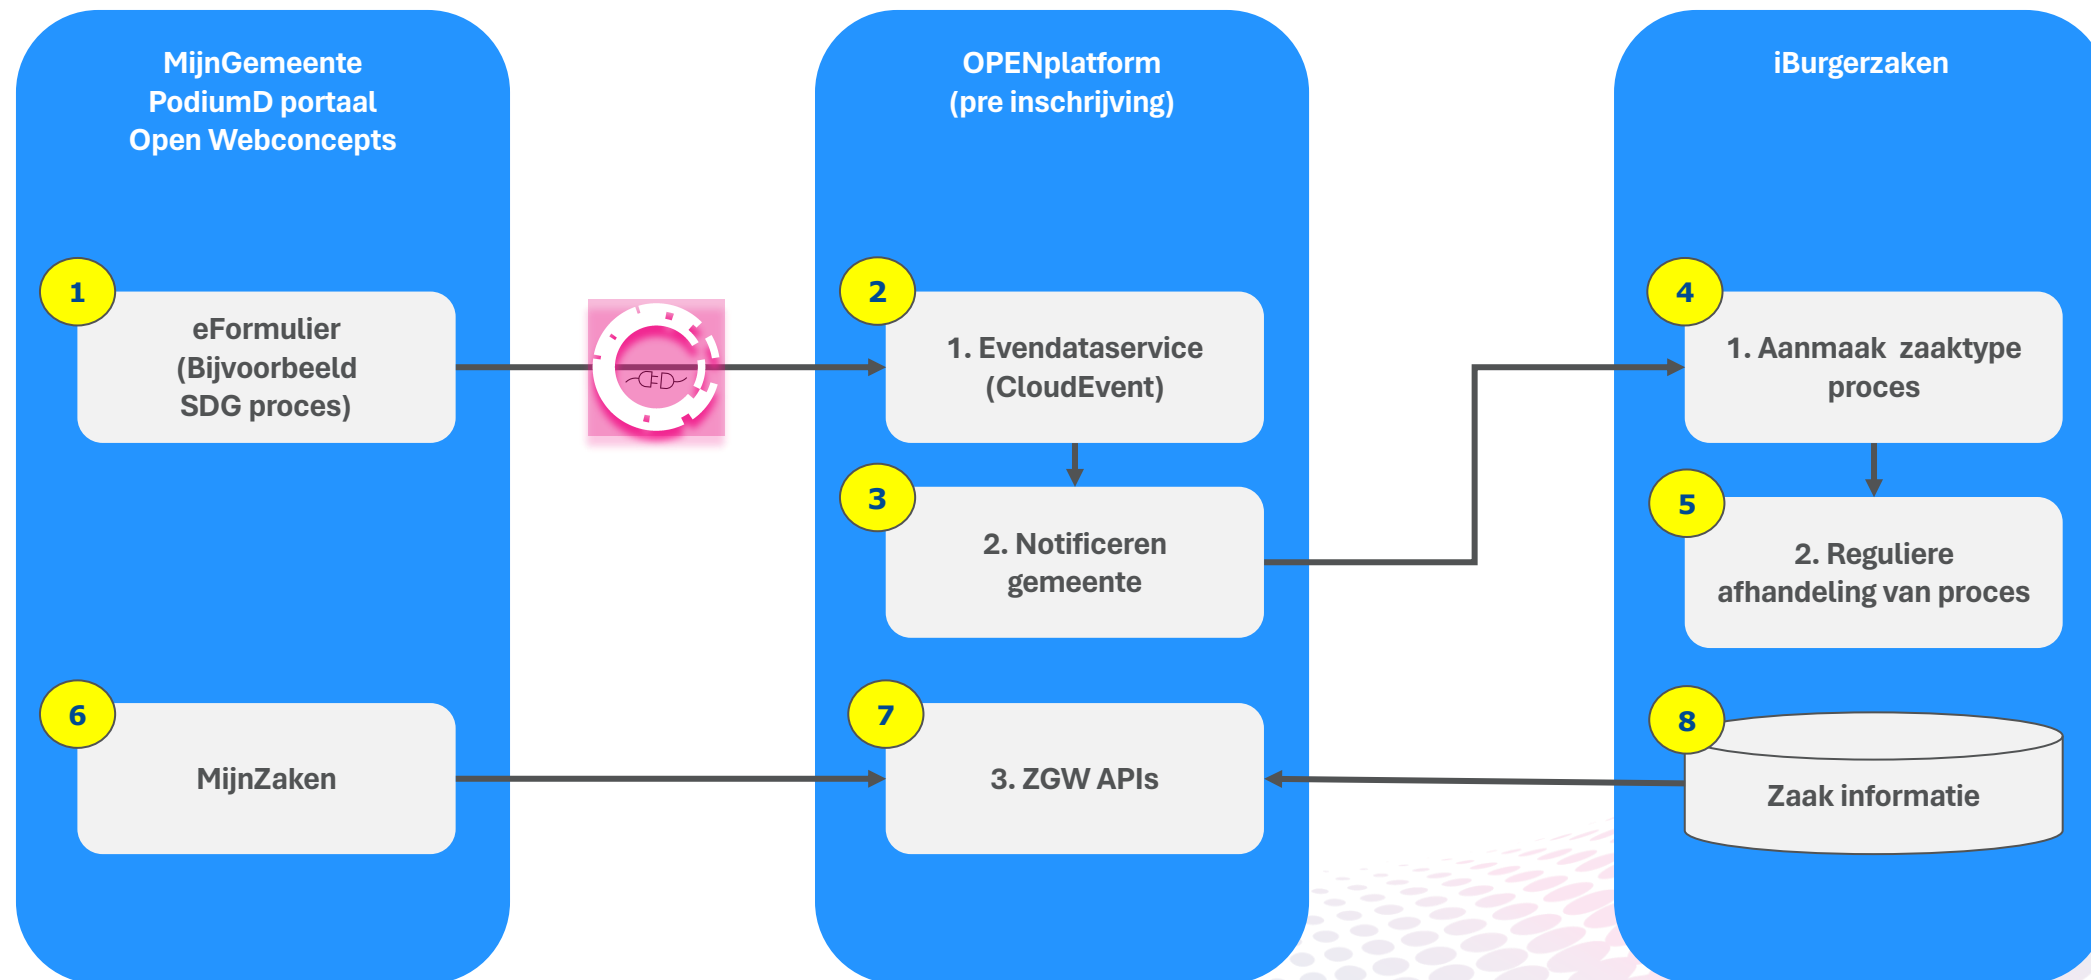 MijnGemeente
PodiumD portaal
Open Webconcepts
OPENplatform
(pre inschrijving)
iBurgerzaken
1
eFormulier
(Bijvoorbeeld
SDG proces)
2
1. Evendataservice
(CloudEvent)
3
2. Notificeren
gemeente
4
1. Aanmaak zaaktype
proces
5
2. Reguliere
afhandeling van proces
6
MijnZaken
7
3. ZGW APIs
8
Zaak informatie